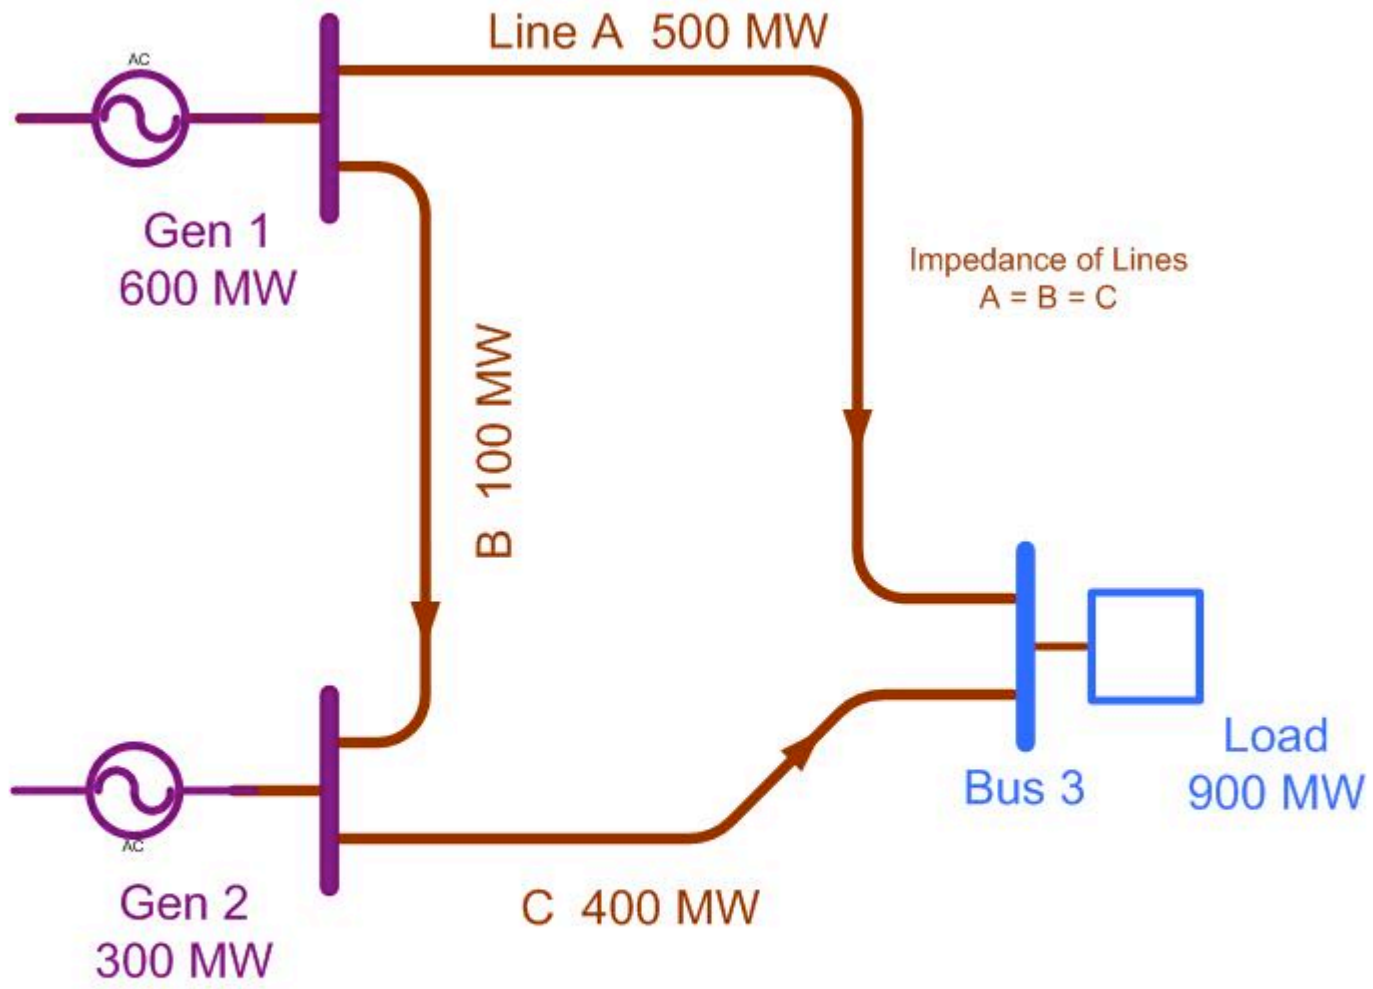 Line A 500 MW
AC
Gen 1
600 MW
Impedance of Lines
A = B = C
B 100 MW
AC
Gen 2
300 MW
C 400 MW
Bus 3
Load
900 MW